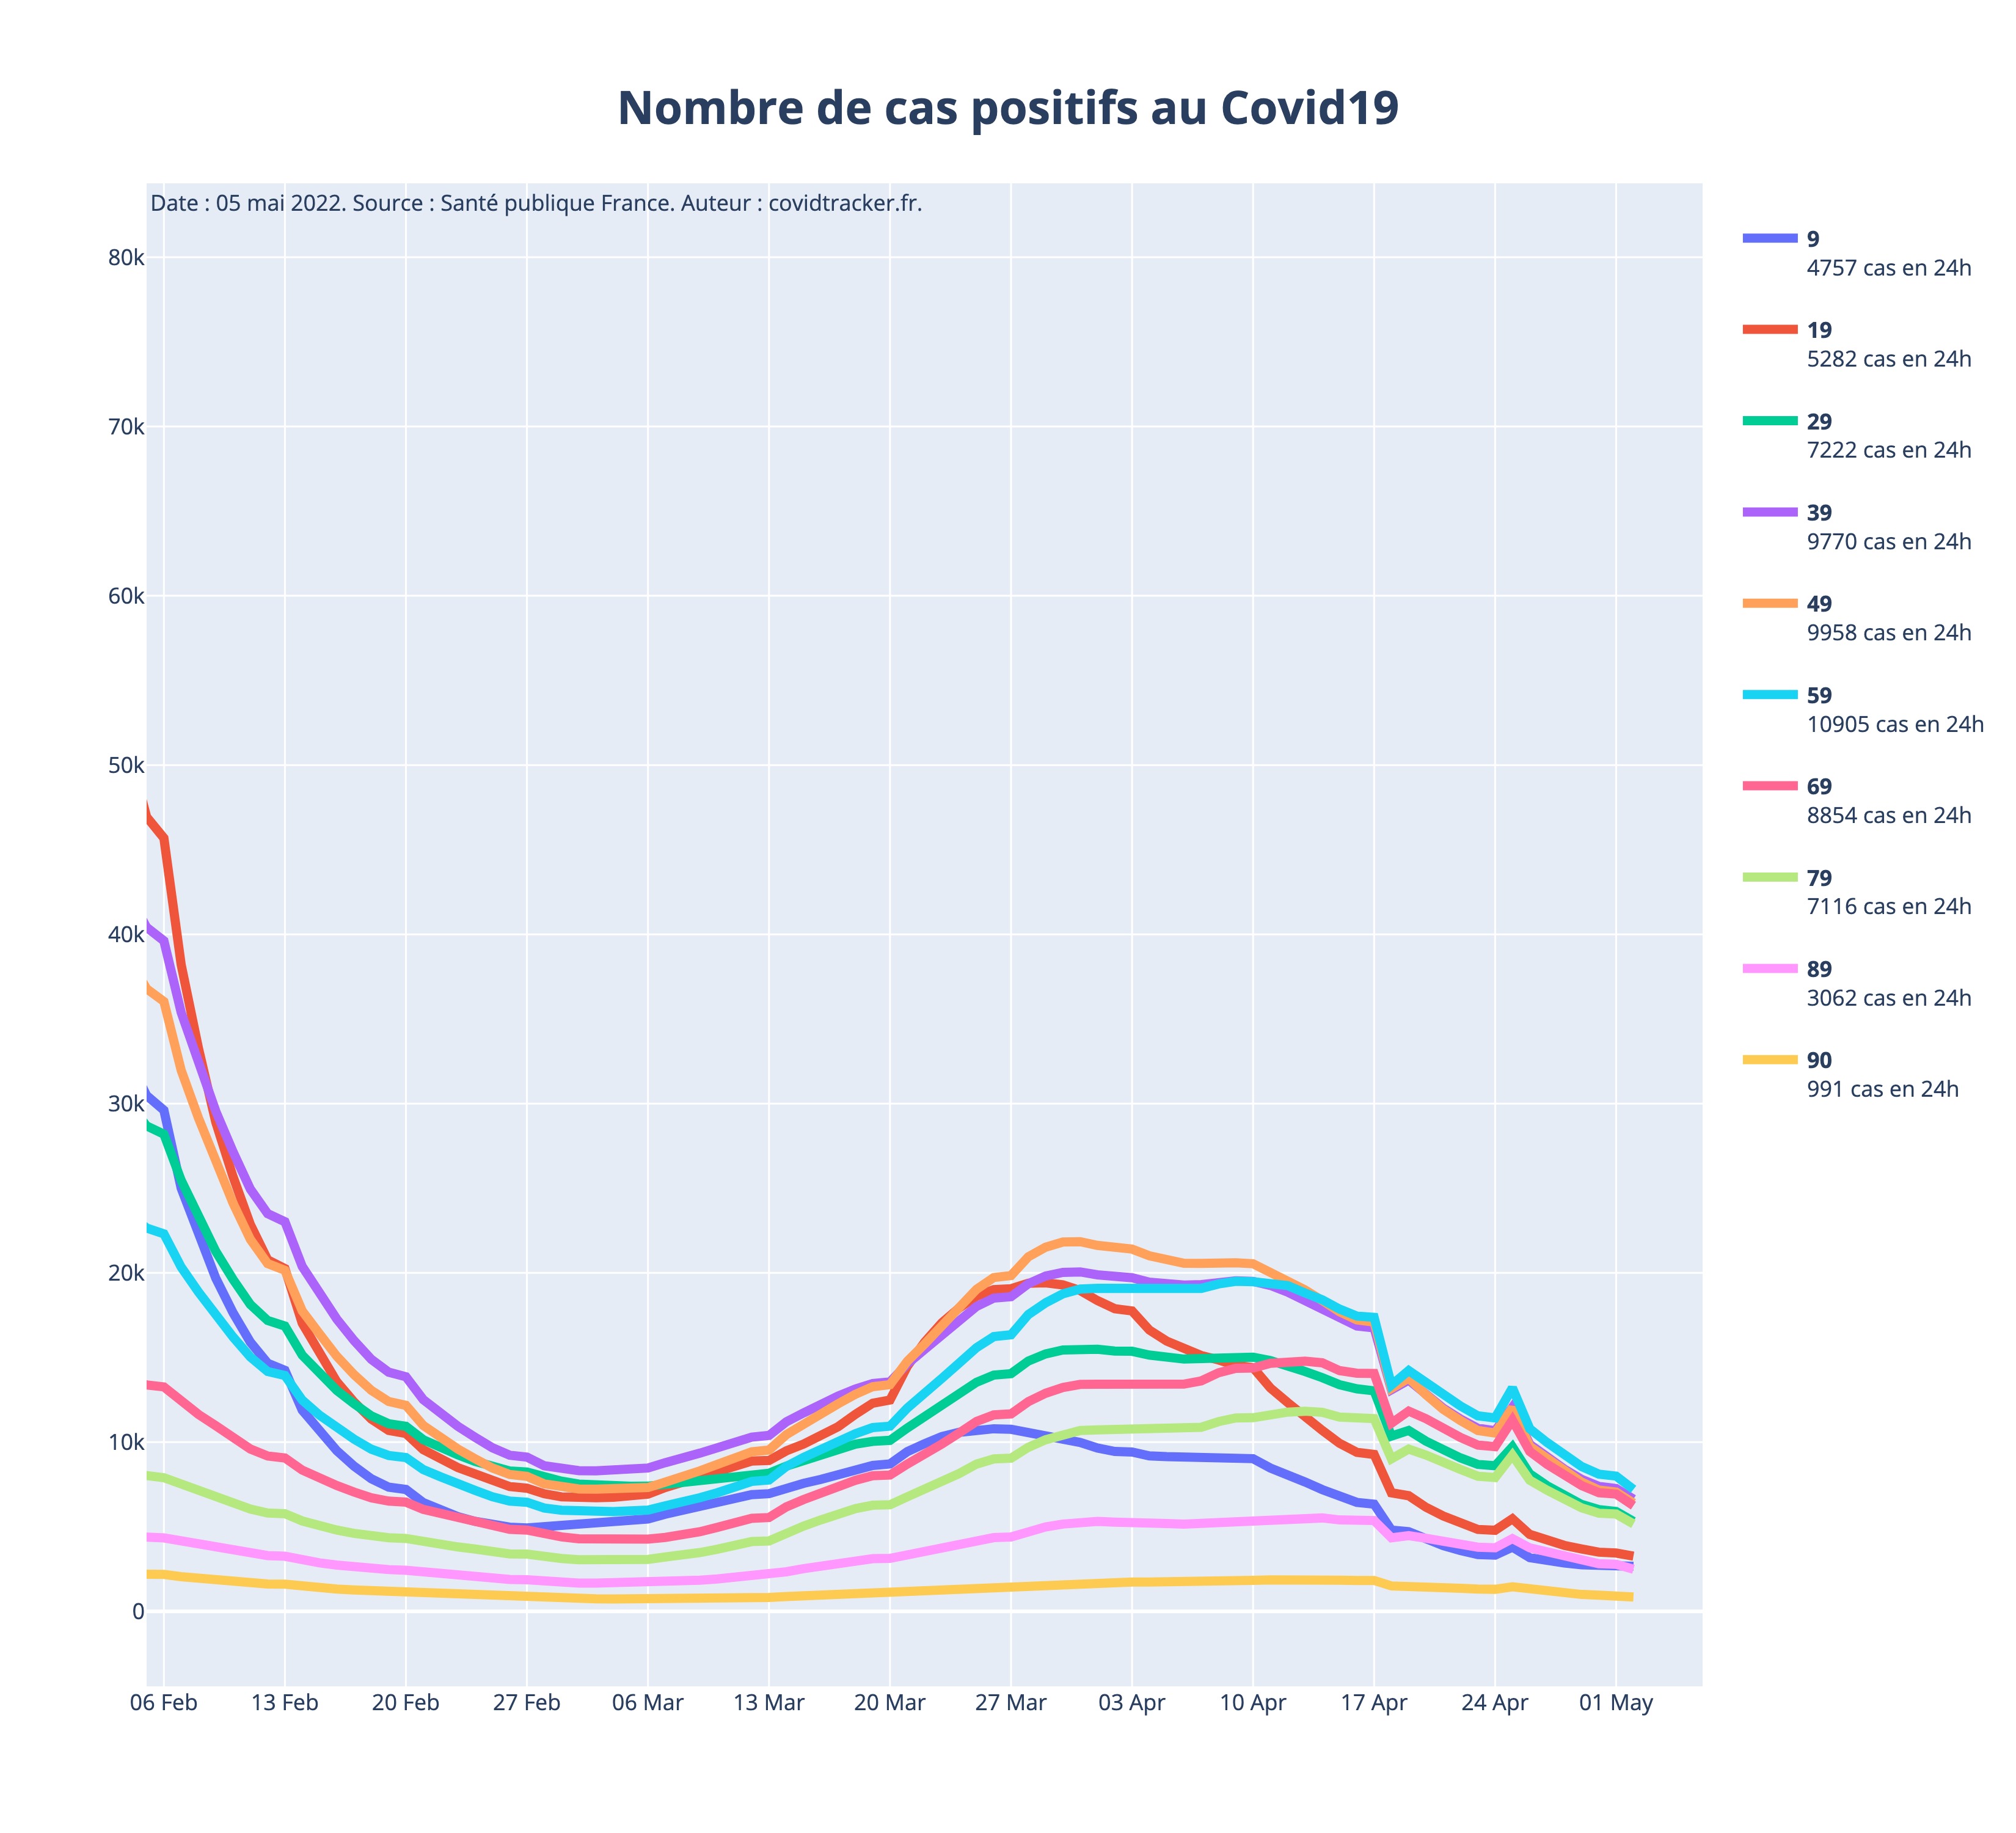 Nombre de cas positifs au Covid19
Date : 05 mai 2022. Source : Santé publique France. Auteur : covidtracker.fr.
80k
70k
60k
50k
40k
30k
20k
10k
0
06 Feb
13 Feb
20 Feb
27 Feb
06 Mar
13 Mar
20 Mar
27 Mar
03 Apr
10 Apr
17 Apr
24 Apr
01 May
9
4757 cas en 24h
19
5282 cas en 24h
29
7222 cas en 24h
39
9770 cas en 24h
49
9958 cas en 24h
59
10905 cas en 24h
69
8854 cas en 24h
79
7116 cas en 24h
89
3062 cas en 24h
90
991 cas en 24h